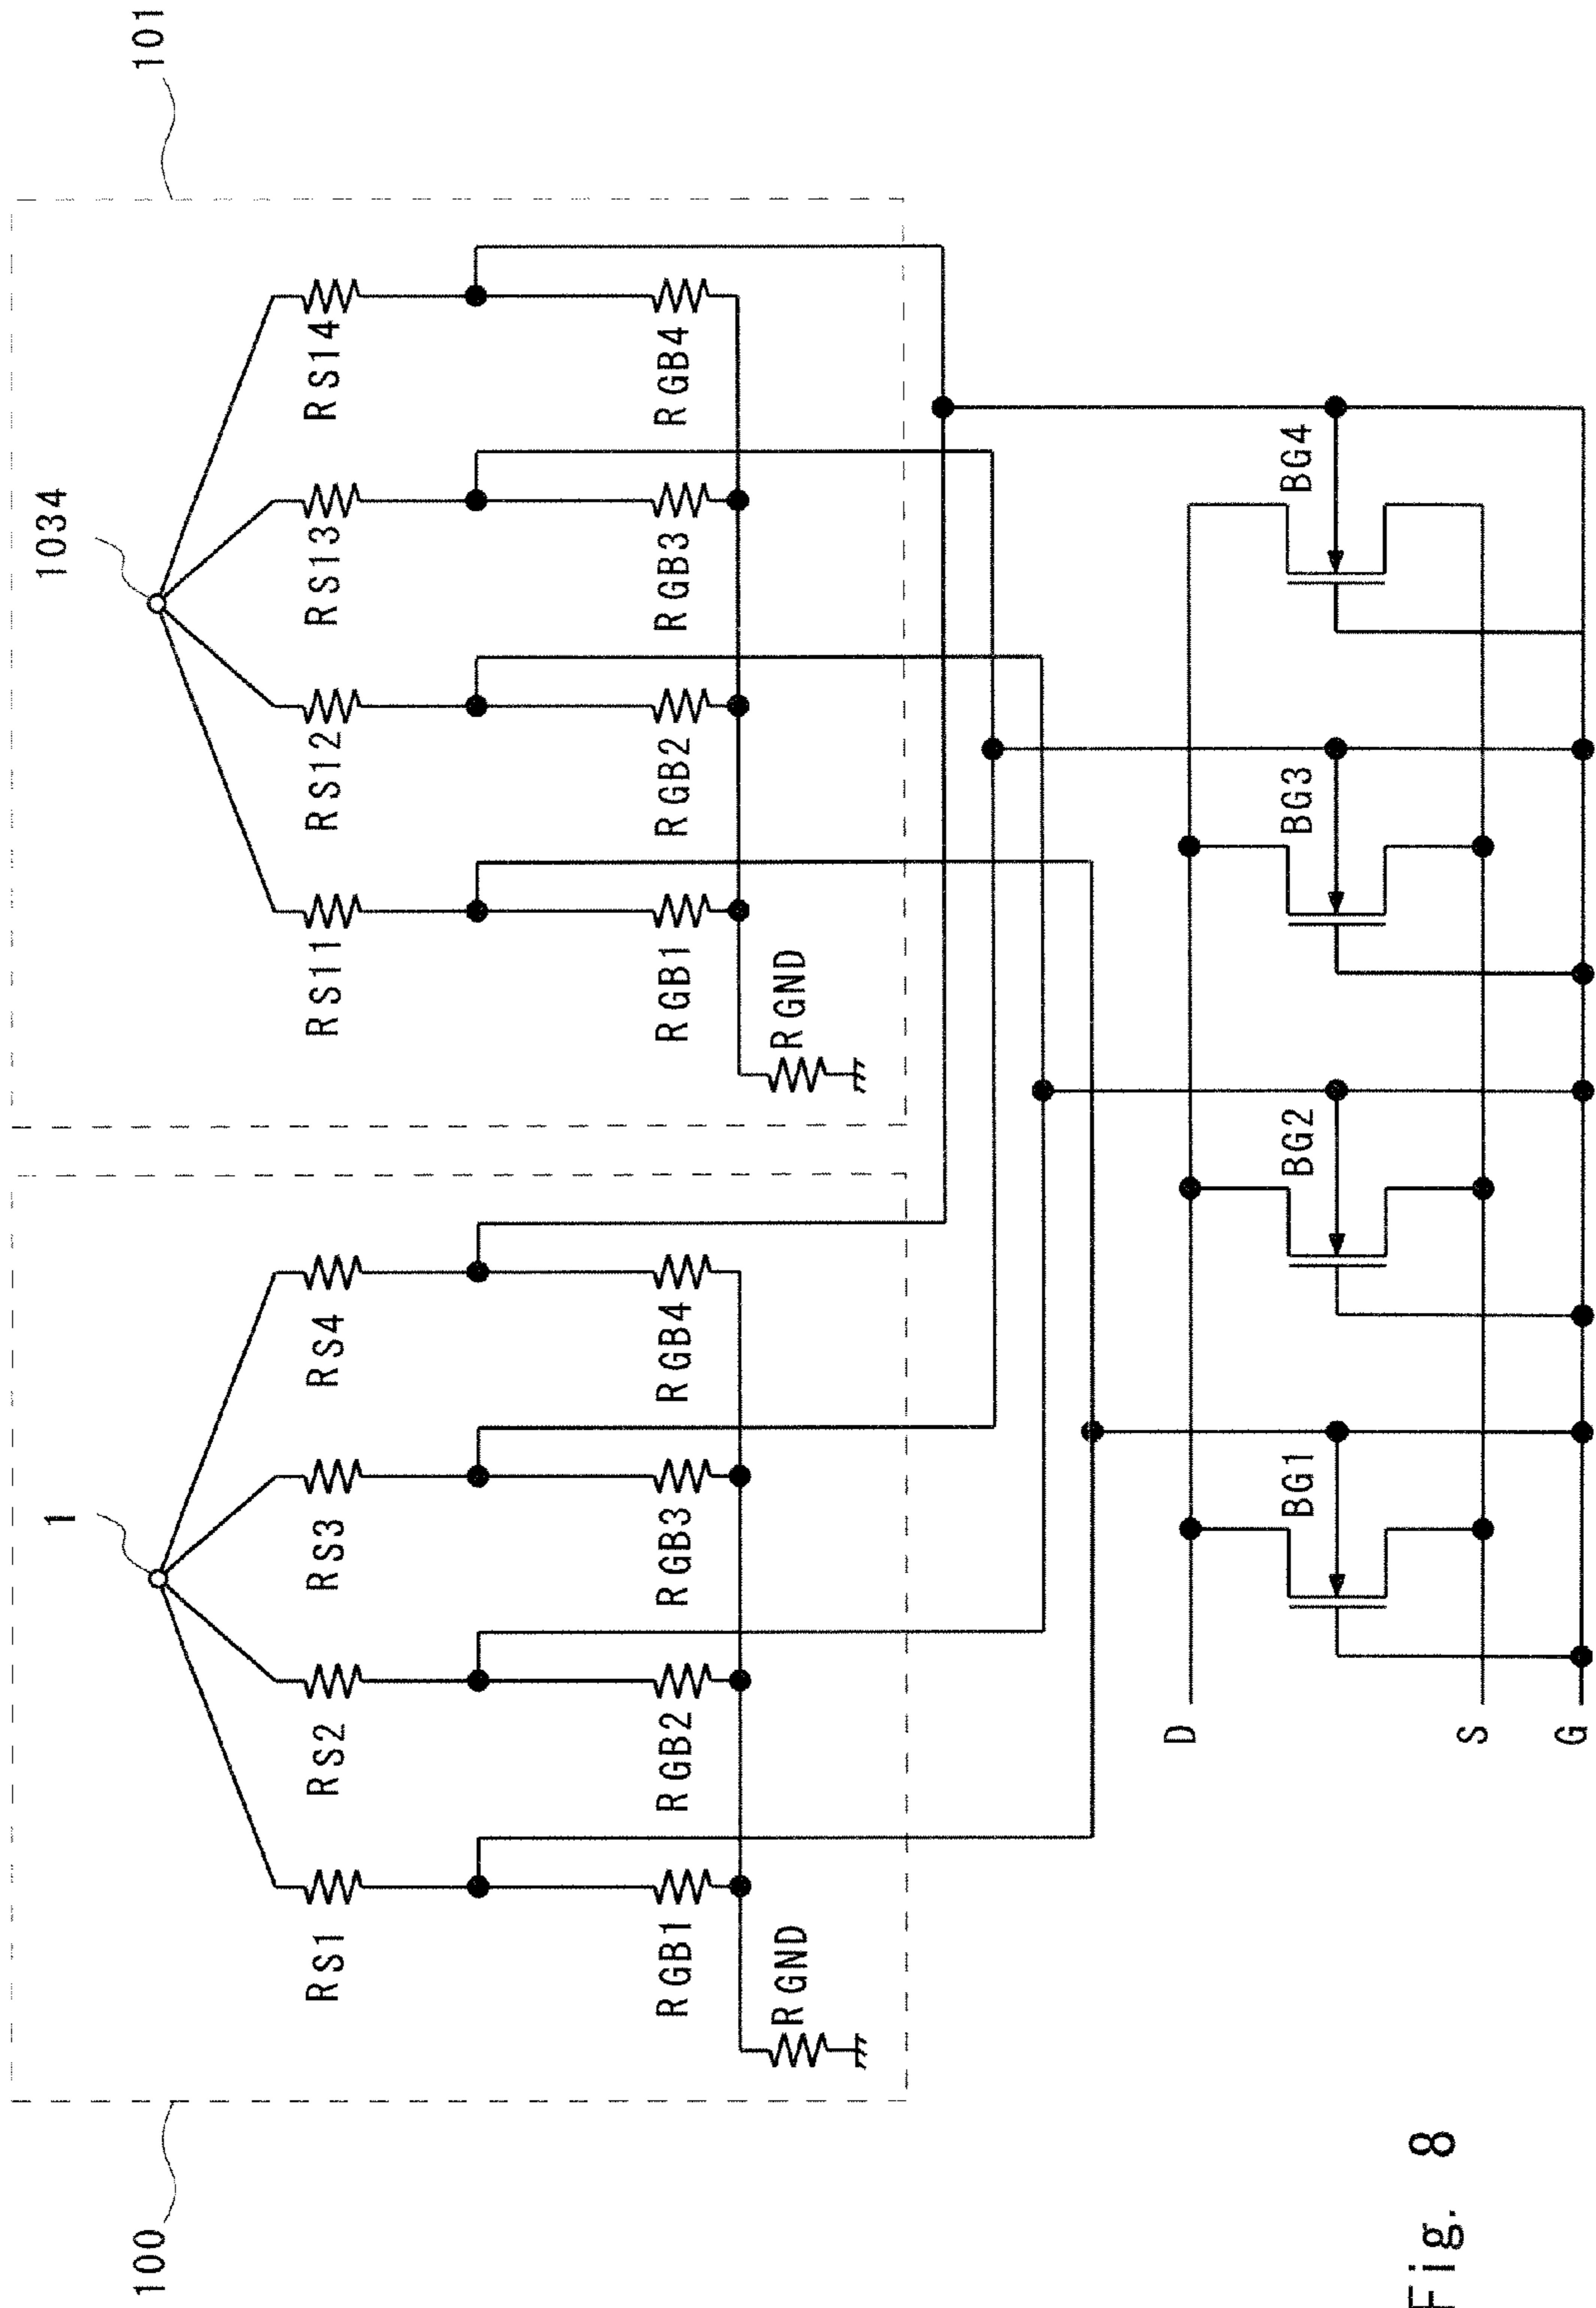 100
101
1
1034
RS1
RS2
RS3
RS4
RS11
RS12
RS13
RS14
RGB1
RGB2
RGB3
RGB4
RGB1
RGB2
RGB3
RGB4
RGND
RGND
D
BG1
BG2
BG3
BG4
S
G
Fig. 8